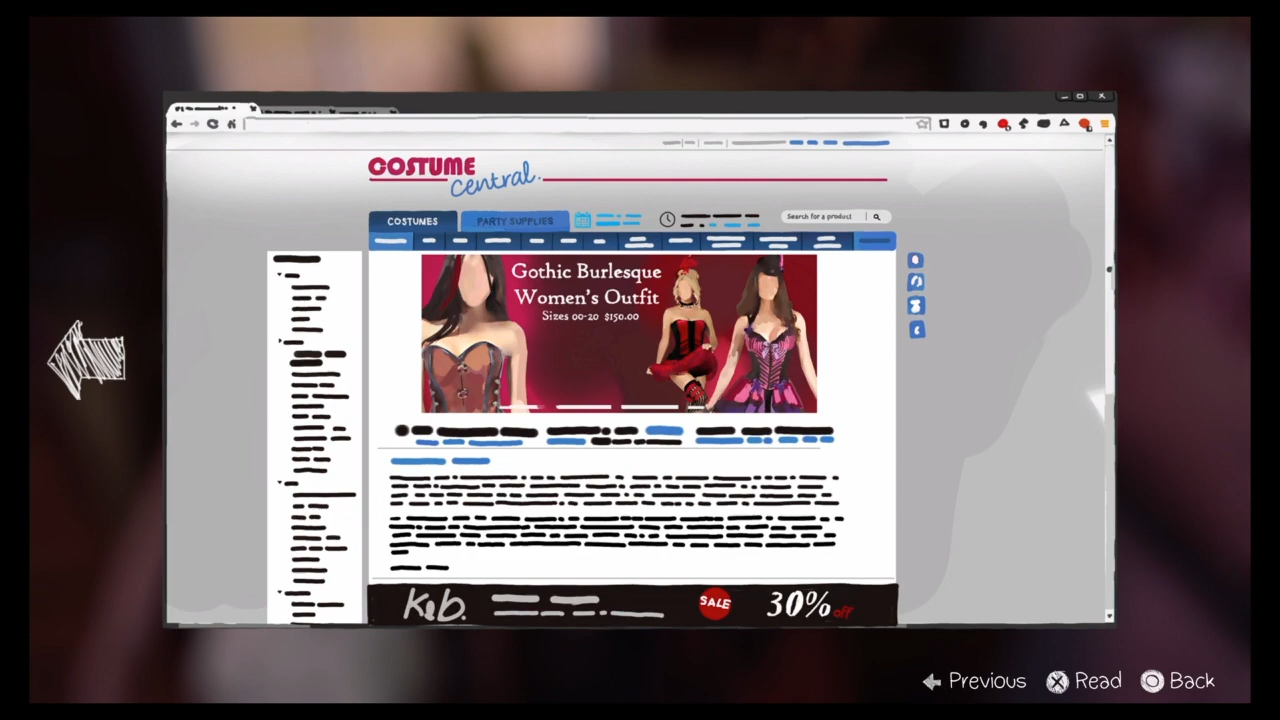 COSTUME
central.
COSTUMES
PARTY SUPPLIES
Search for a product
Gothic Burlesque
Women's Outfit
Sizes 00-20 $150.00
K&b.
SALE
30% off
Previous
Read
Back